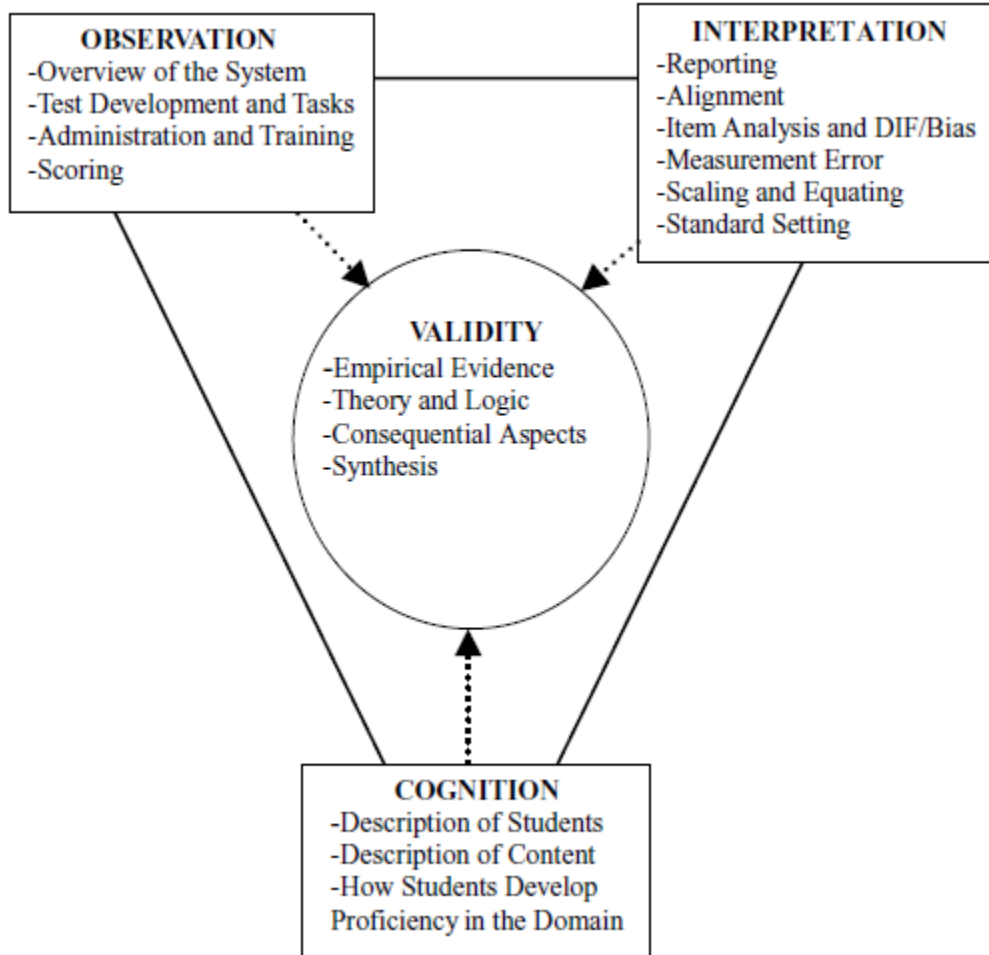 OBSERVATION
-Overview of the System
-Test Development and Tasks
-Administration and Training
-Scoring
INTERPRETATION
-Reporting
-Alignment
-Item Analysis and DIF/Bias
-Measurement Error
-Scaling and Equating
-Standard Setting
VALIDITY
-Empirical Evidence
-Theory and Logic
-Consequential Aspects
-Synthesis
COGNITION
-Description of Students
-Description of Content
-How Students Develop
Proficiency in the Domain